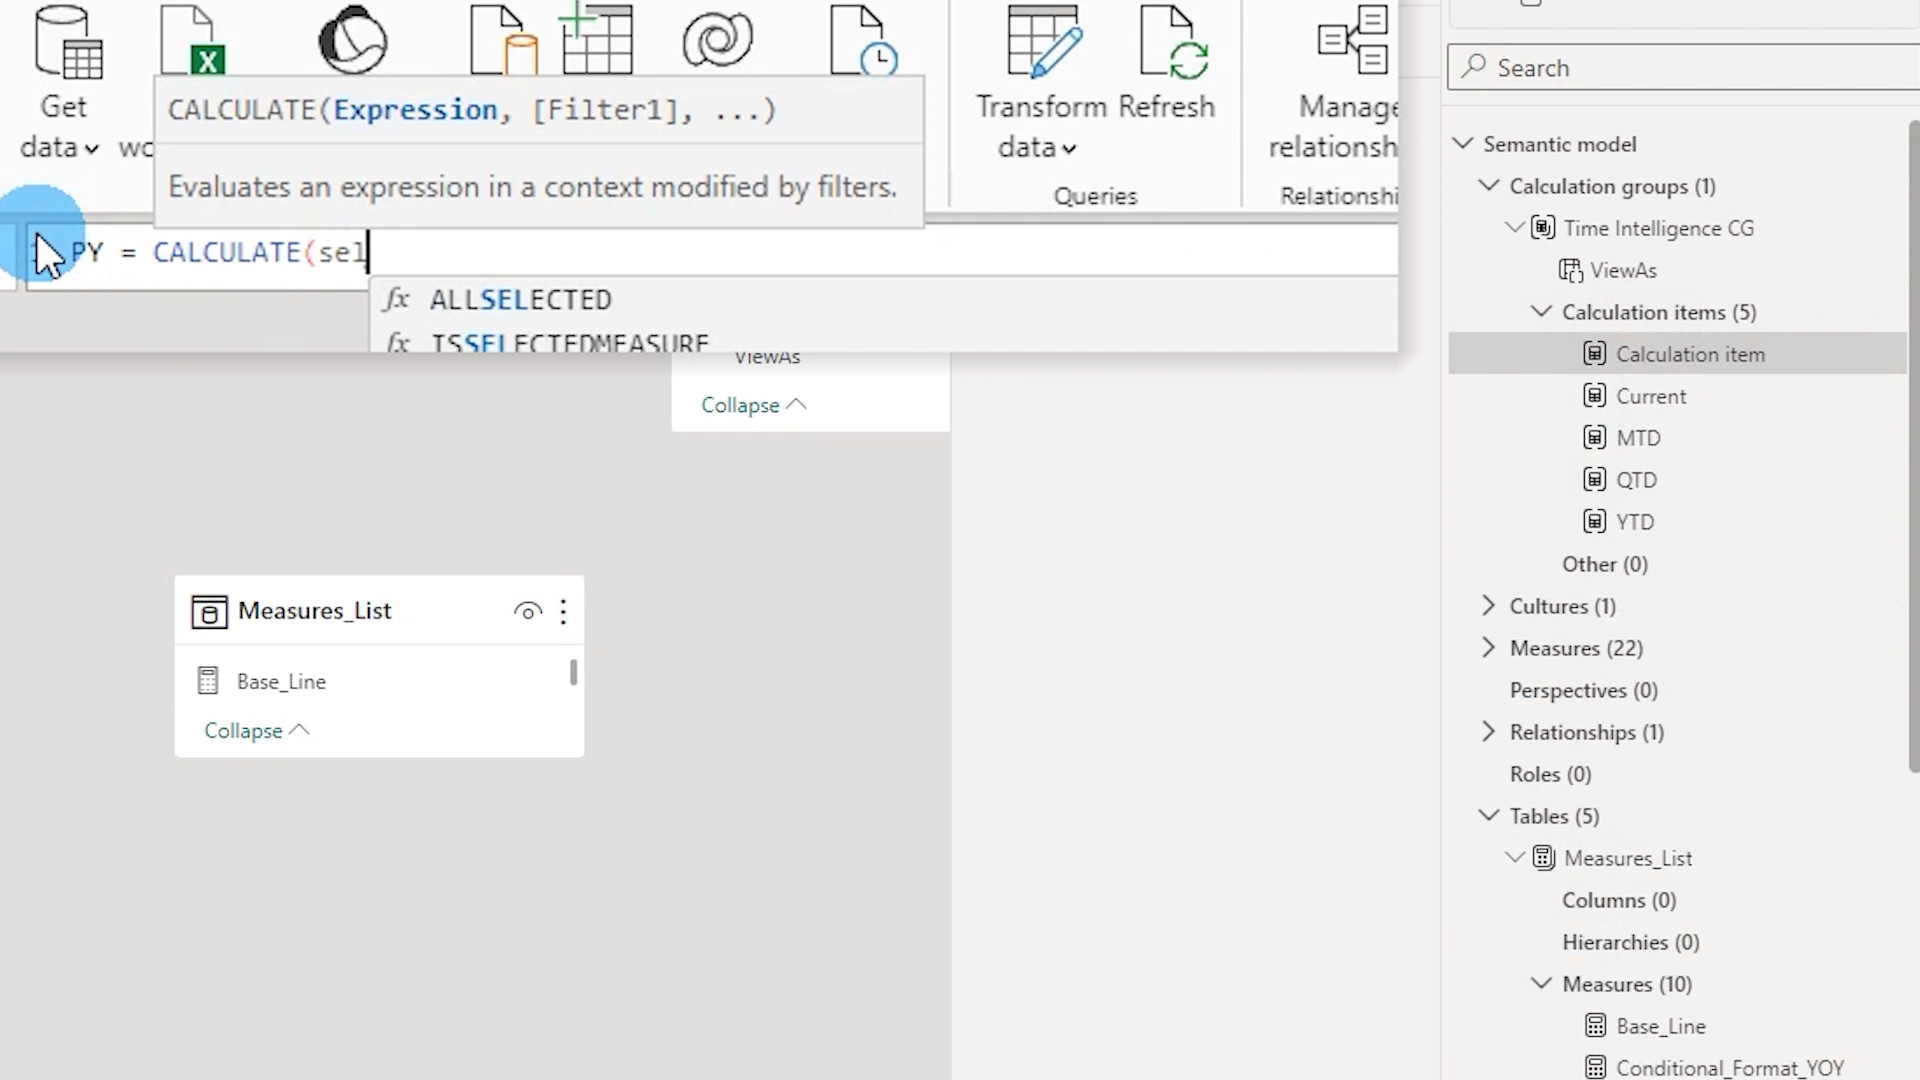 Get
data
wo
CALCULATE(Expression, [Filter1], ...)
Evaluates an expression in a context modified by filters.
PY = CALCULATE(sel
ALLSELECTED
ISSELECTEDMEASURE
Transform
data
Refresh
Queries
Manage
relationsh
Relationshi
ViewAs
Collapse
Measures_List
Base_Line
Collapse
Search
Semantic model
Calculation groups (1)
Time Intelligence CG
ViewAs
Calculation items (5)
Calculation item
Current
MTD
QTD
YTD
Other (0)
Cultures (1)
Measures (22)
Perspectives (0)
Relationships (1)
Roles (0)
Tables (5)
Measures_List
Columns (0)
Hierarchies (0)
Measures (10)
Base_Line
Conditional_Format_YOY